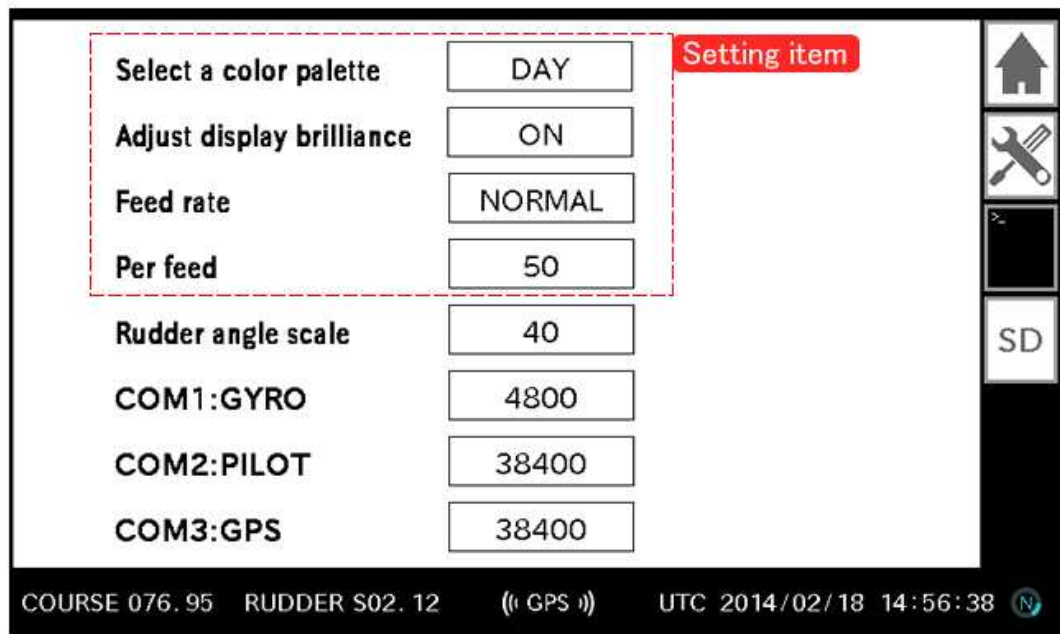 Setting item
Select a color palette DAY
Adjust display brilliance ON
Feed rate NORMAL
Per feed 50
Rudder angle scale 40
COM1:GYRO 4800
COM2:PILOT 38400
COM3:GPS 38400
>_
SD
COURSE 076.95 RUDDER S02.12 GPS UTC 2014/02/18 14:56:38 N